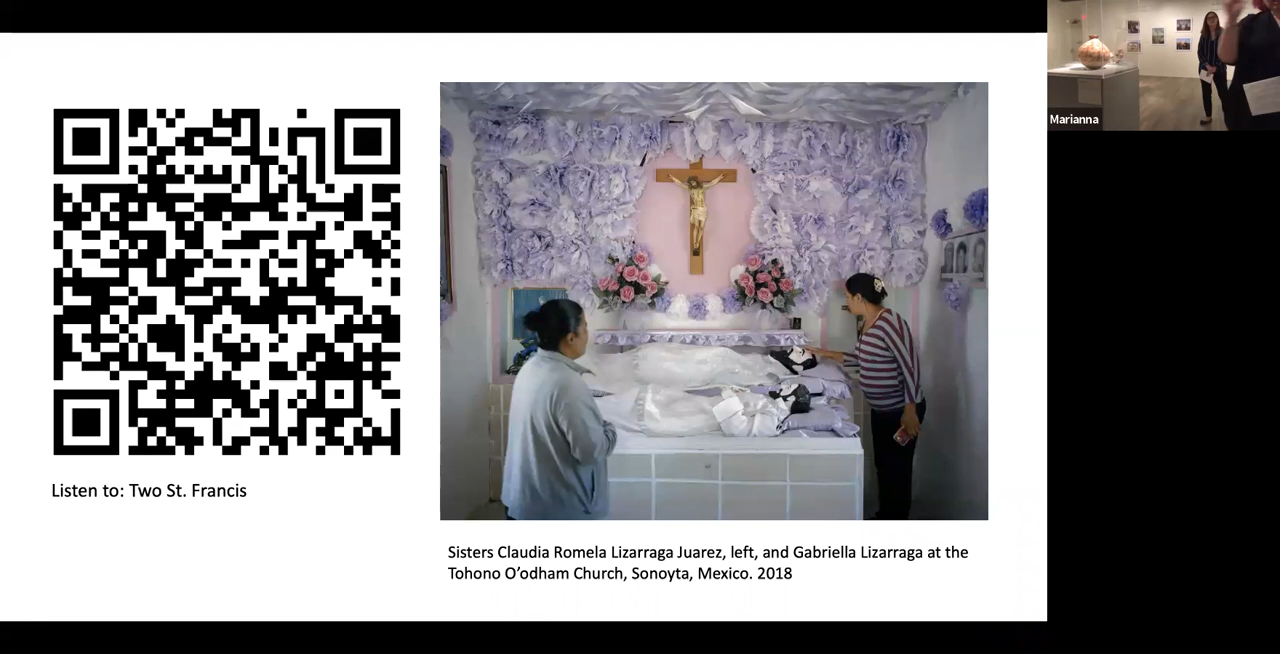 Marianna
Listen to: Two St. Francis
Sisters Claudia Romela Lizarraga Juarez, left, and Gabriella Lizarraga at the
Tohono O’odham Church, Sonoyta, Mexico. 2018